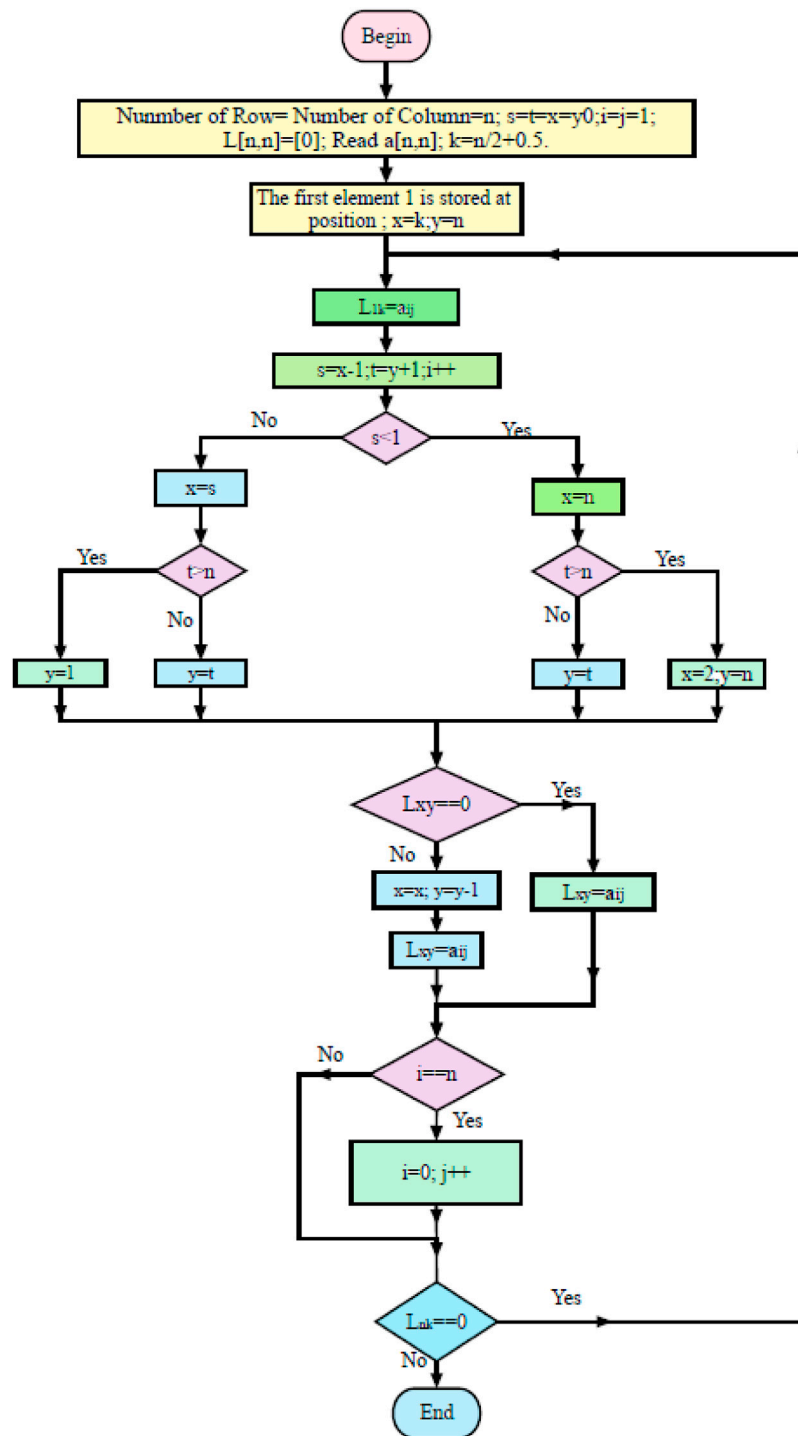 Begin
Nunmber of Row= Number of Column=n; s=t=x=y0;i=j=1;
L[n,n]=[0]; Read a[n,n]; k=n/2+0.5.
The first element 1 is stored at
position ; x=k;y=n
L1k=aij
s=x-1;t=y+1;i++
No
s<1
Yes
x=s
x=n
Yes
t>n
t>n
Yes
No
No
y=1
y=t
y=t
x=2;y=n
Lxy==0
Yes
No
x=x; y=y-1
Lxy=aij
Lxy=aij
No
i==n
Yes
i=0; j++
Lnk==0
Yes
No
End